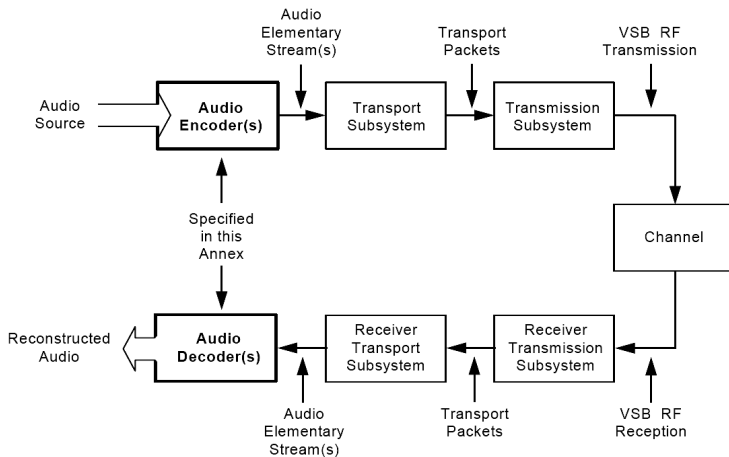 Audio
Elementary
Stream(s)
Transport
Packets
VSB RF
Transmission
Audio
Source
Audio
Encoder(s)
Transport
Subsystem
Transmission
Subsystem
Specified
in this
Annex
Channel
Reconstructed
Audio
Audio
Decoder(s)
Receiver
Transport
Subsystem
Receiver
Transmission
Subsystem
Audio
Elementary
Stream(s)
Transport
Packets
VSB RF
Reception